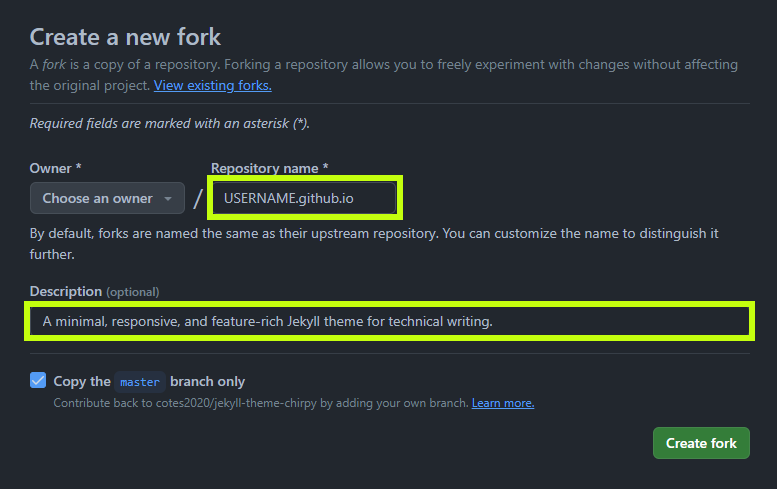 Create a new fork
A fork is a copy of a repository. Forking a repository allows you to freely experiment with changes without affecting
the original project. View existing forks.
Required fields are marked with an asterisk (*).
Owner *
Repository name *
Choose an owner
/
USERNAME.github.io
By default, forks are named the same as their upstream repository. You can customize the name to distinguish it
further.
Description (optional)
A minimal, responsive, and feature-rich Jekyll theme for technical writing.
Copy the master branch only
Contribute back to cotes2020/jekyll-theme-chirpy by adding your own branch. Learn more.
Create fork